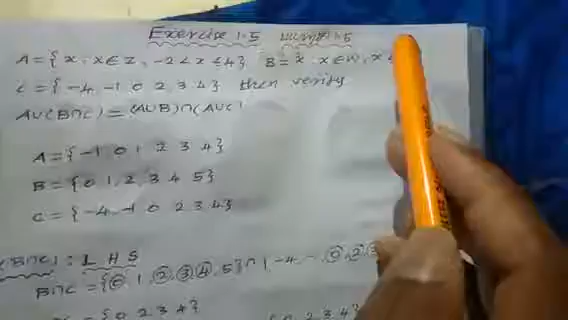 Exercise 1.5
A = { x : x ∈ Z, -2 < x ≤ 4} B = x x ∈ W, x ≤
C = {-4, -1 0 2 3 4} then verify
A∪(B∩C) = (A∪B)∩(A∪C)
A = {-1 0 1 2 3 4}
B = {0 1, 2, 3 4 5}
C = {-4, -1 0 2 3 4}
(B∩C) : L H S
B∩C = {0, 1, 2, 3, 4, 5} ∩ { -4 -
= {0 2 3 4}
{0 2 3 4}